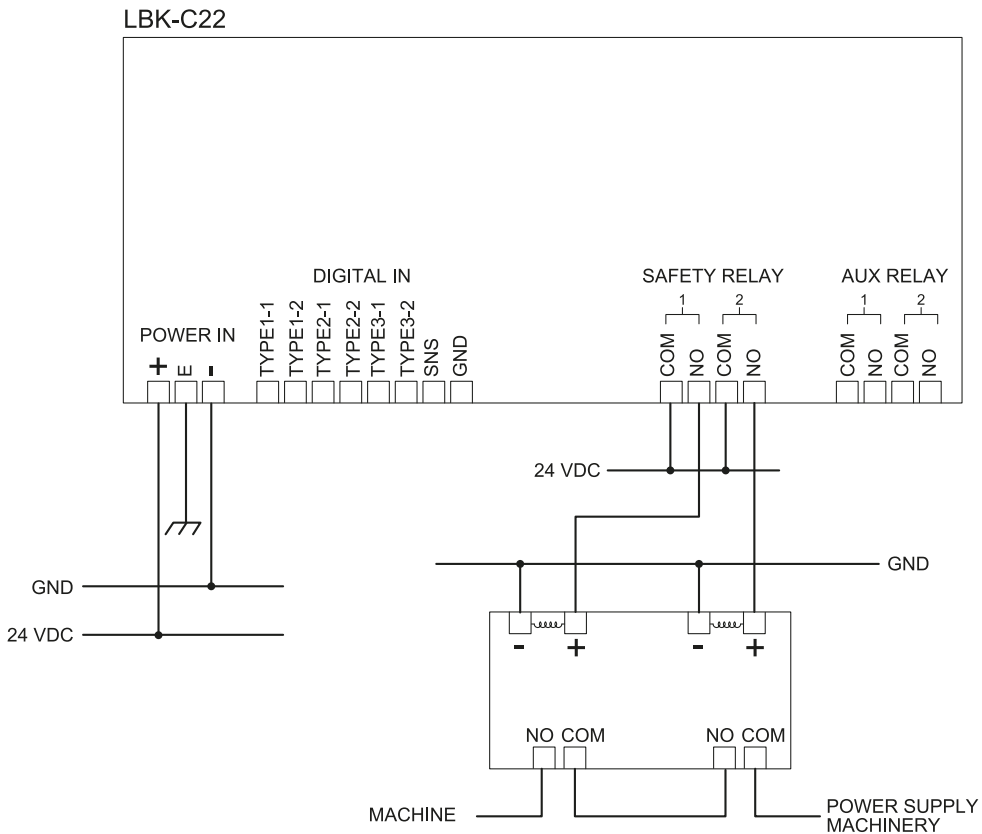 LBK-C22
DIGITAL IN
SAFETY RELAY
AUX RELAY
1 2
1 2
POWER IN
+ E -
TYPE1-1
TYPE1-2
TYPE2-1
TYPE2-2
TYPE3-1
TYPE3-2
SNS
GND
COM
NO
COM
NO
COM
NO
COM
NO
24 VDC
GND
GND
24 VDC
- + - +
NO COM NO COM
MACHINE
POWER SUPPLY
MACHINERY